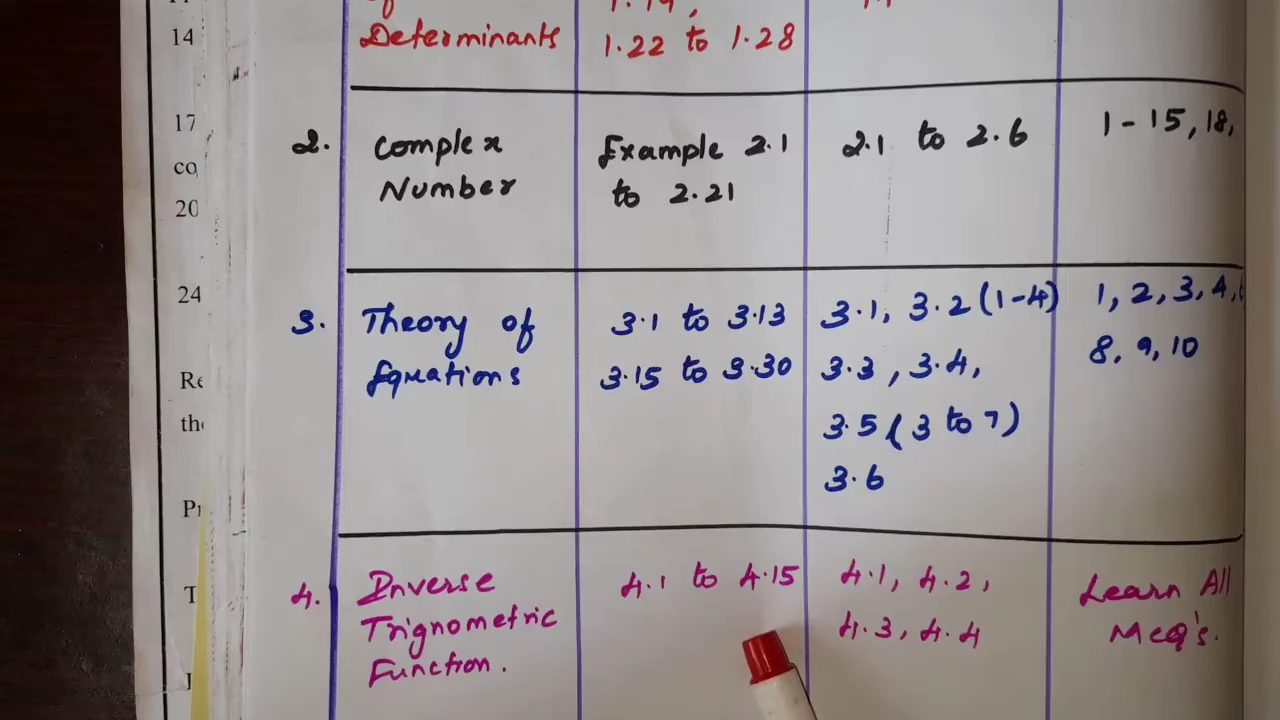 14
Determinants 1.22 to 1.28
17
co
20
2. Complex Number Example 2.1 to 2.21 2.1 to 2.6 1-15, 18,
24
3. Theory of Equations 3.1 to 3.13 3.15 to 3.30 3.1, 3.2 (1-4) 3.3, 3.4, 3.5 (3 to 7) 3.6 1, 2, 3, 4, 8, 9, 10
Re
the
4. Inverse Trignometric Function. 4.1 to 4.15 4.1, 4.2, 4.3, 4.4 Learn All Mcq's.